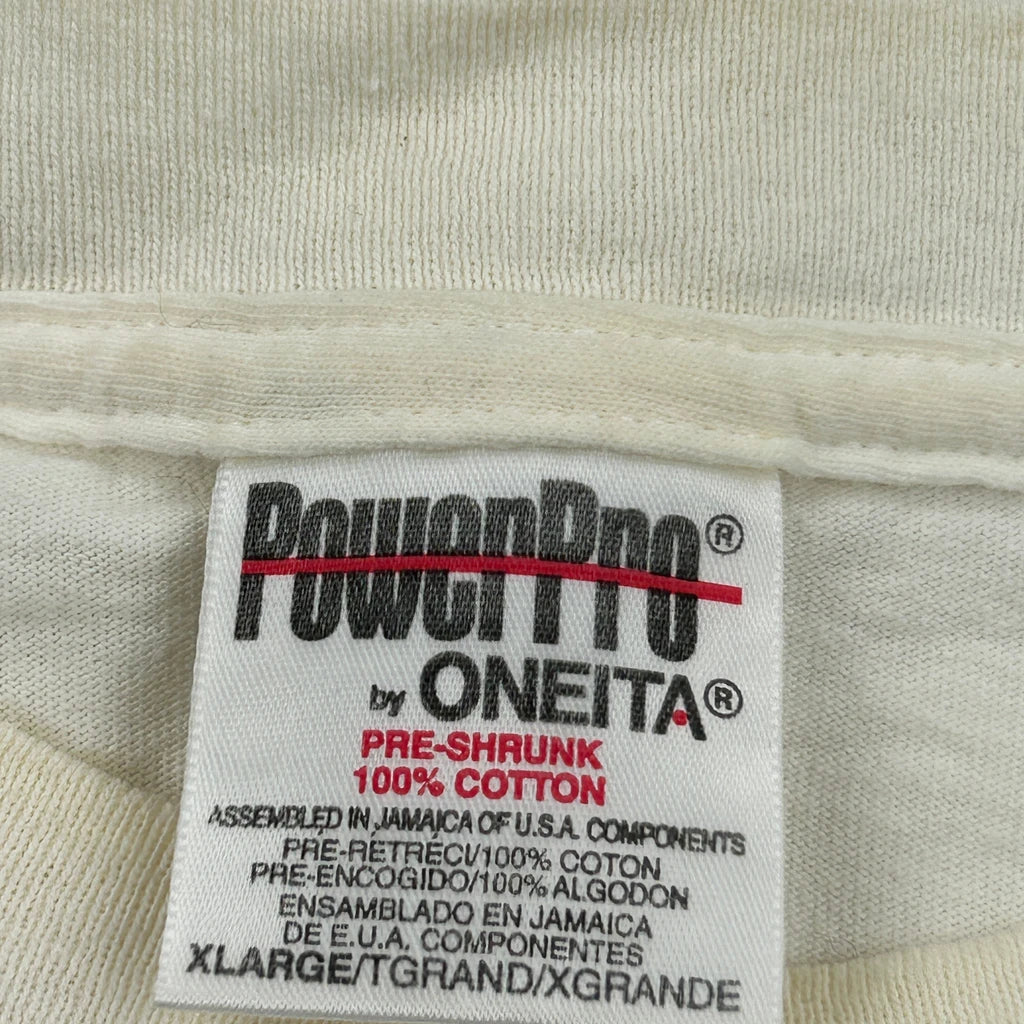 PowerPro®
by ONEITA®
PRE-SHRUNK
100% COTTON
ASSEMBLED IN JAMAICA OF U.S.A. COMPONENTS
PRE-RÉTRÉCI/100% COTON
PRE-ENCOGIDO/100% ALGODON
ENSAMBLADO EN JAMAICA
DE E.U.A. COMPONENTES
XLARGE/TGRAND/XGRANDE